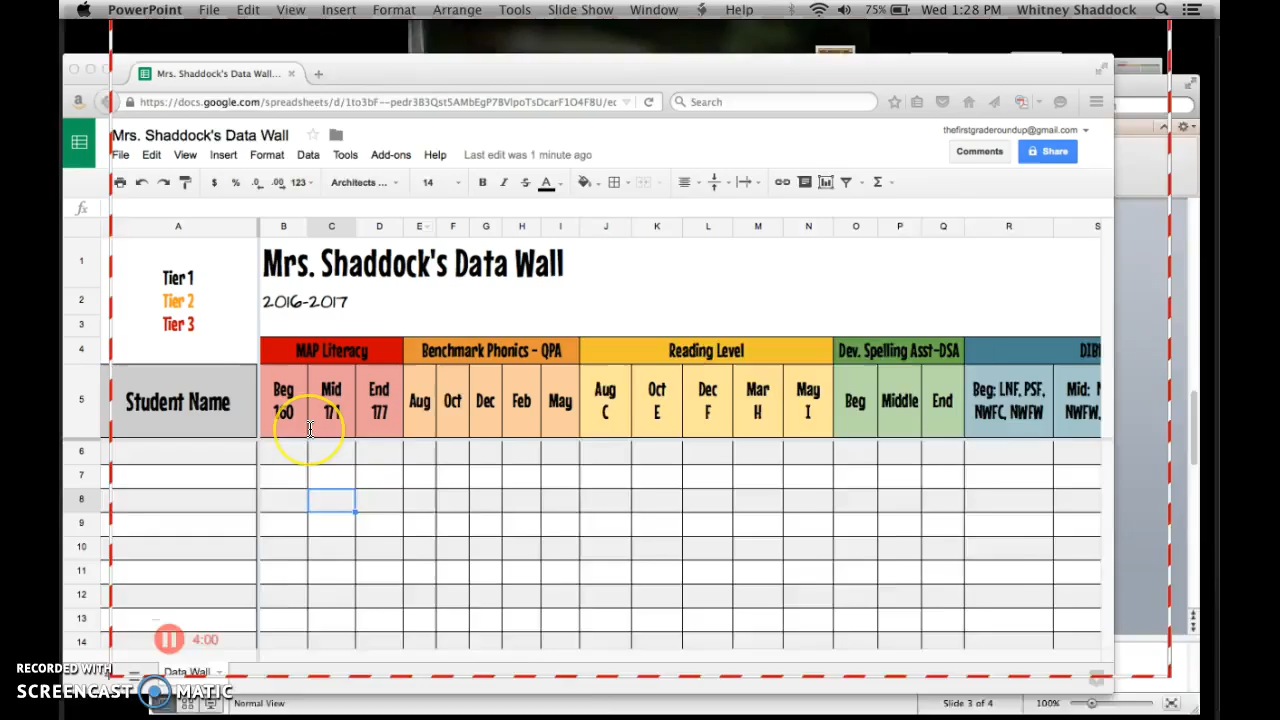 PowerPoint File Edit View Insert Format Arrange Tools Slide Show Window Help 75% Wed 1:28 PM Whitney Shaddock
Mrs. Shaddock's Data Wall...
Search
Mrs. Shaddock's Data Wall
thefirstgraderoundup@gmail.com
File Edit View Insert Format Data Tools Add-ons Help Last edit was 1 minute ago
Comments Share
$ % .0 .00 123 Architects ... 14 B I S A
fx
A B C D E F G H I J K L M N O P Q R S
1 Mrs. Shaddock's Data Wall
Tier 1
2 Tier 2 2016-2017
3 Tier 3
4 MAP Literacy Benchmark Phonics - QPA Reading Level Dev. Spelling Asst-DSA
5 Student Name
Beg 160
Mid
End 177
Aug Oct Dec Feb May
Aug C
Oct E
Dec F
Mar H
May I
Beg Middle End
Beg: LNF, PSF, NWFC, NWFW
Mid:
NWFW,
6
7
8
9
10
11
12
13
14
4:00
Data Wall
RECORDED WITH
SCREENCAST MATIC
Normal View Slide 3 of 4 100%